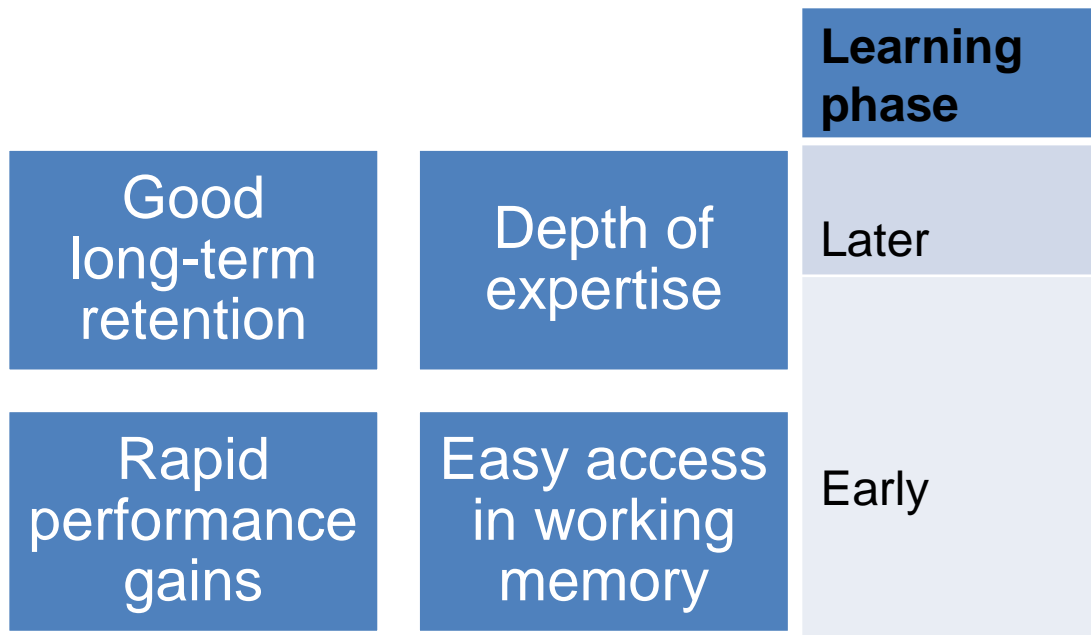 Learning
phase
Good
long-term
retention
Depth of
expertise
Later
Rapid
performance
gains
Easy access
in working
memory
Early